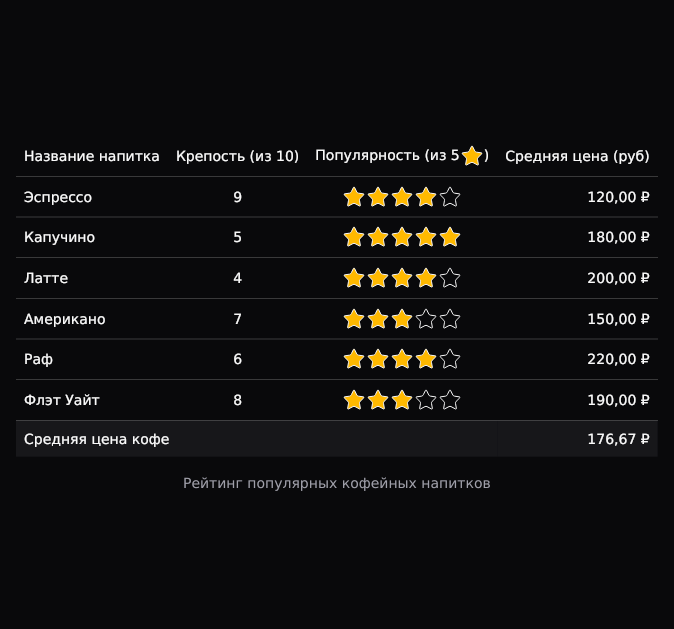 Название напитка Крепость (из 10) Популярность (из 5⭐) Средняя цена (руб)
Эспрессо 9 ★★★★☆ 120,00 ₽
Капучино 5 ★★★★★ 180,00 ₽
Латте 4 ★★★★☆ 200,00 ₽
Американо 7 ★★★☆☆ 150,00 ₽
Раф 6 ★★★★☆ 220,00 ₽
Флэт Уайт 8 ★★★☆☆ 190,00 ₽
Средняя цена кофе 176,67 ₽
Рейтинг популярных кофейных напитков